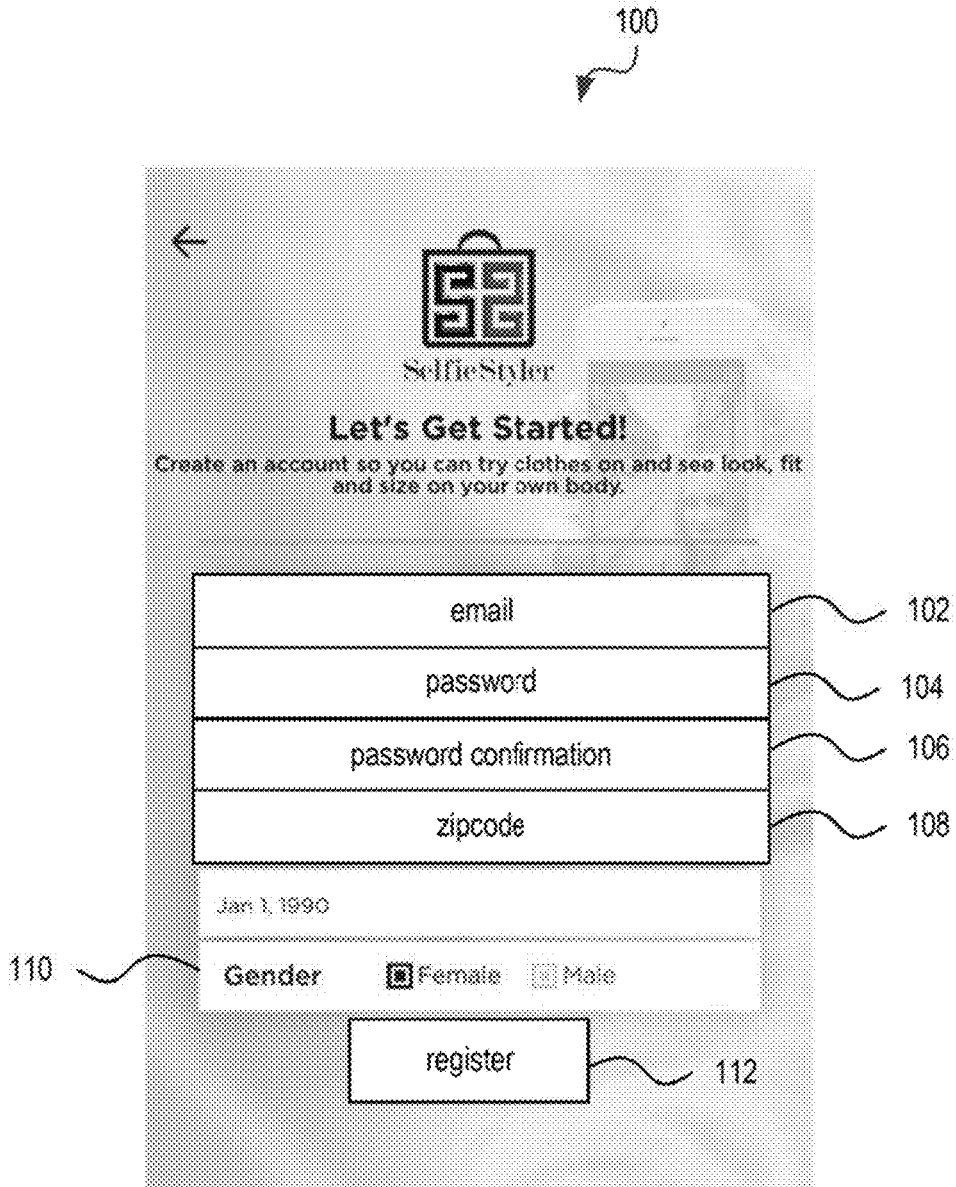 100
←
SelfieStyler
Let's Get Started!
Create an account so you can try clothes on and see look, fit
and size on your own body.
email 102
password 104
password confirmation 106
zipcode 108
Jan 1, 1990
110 Gender Female Male
register 112